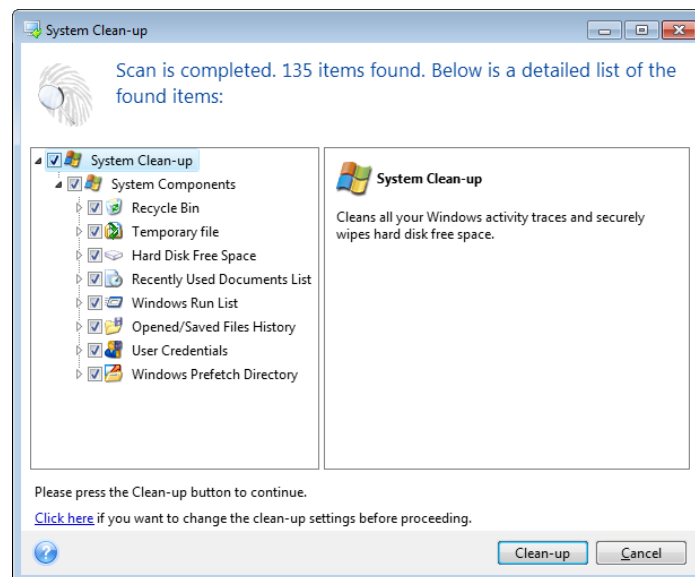 System Clean-up
Scan is completed. 135 items found. Below is a detailed list of the
found items:
System Clean-up
System Components
Recycle Bin
Temporary file
Hard Disk Free Space
Recently Used Documents List
Windows Run List
Opened/Saved Files History
User Credentials
Windows Prefetch Directory
System Clean-up
Cleans all your Windows activity traces and securely
wipes hard disk free space.
Please press the Clean-up button to continue.
Click here if you want to change the clean-up settings before proceeding.
Clean-up
Cancel